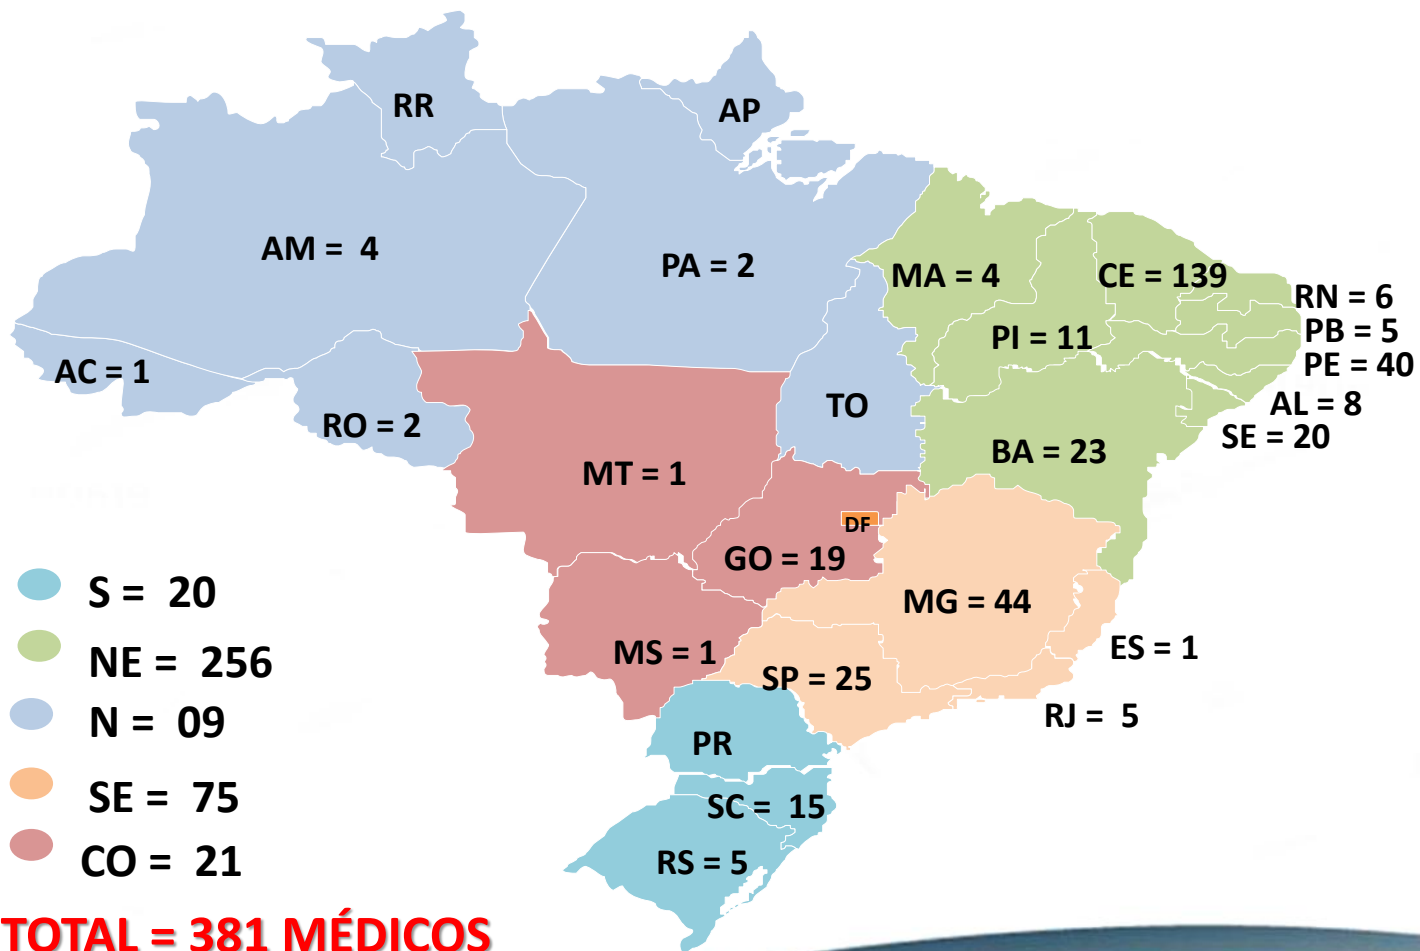 RR
AP
AM = 4
PA = 2
MA = 4
CE = 139
RN = 6
PI = 11
PB = 5
PE = 40
AC = 1
TO
AL = 8
RO = 2
SE = 20
BA = 23
MT = 1
DF
GO = 19
MG = 44
MS = 1
ES = 1
SP = 25
RJ = 5
PR
SC = 15
RS = 5
S = 20
NE = 256
N = 09
SE = 75
CO = 21
TOTAL = 381 MÉDICOS